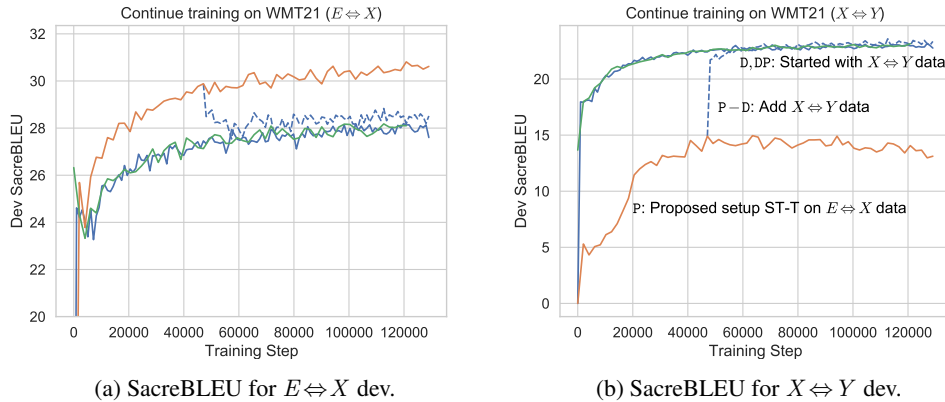 Continue training on WMT21 (E⇔X)
32
30
28
26
24
22
20
Dev SacreBLEU
0 20000 40000 60000 80000 100000 120000
Training Step
(a) SacreBLEU for E⇔X dev.
Continue training on WMT21 (X⇔Y)
20
15
10
5
0
Dev SacreBLEU
D,DP: Started with X⇔Y data
P−D: Add X⇔Y data
P: Proposed setup ST-T on E⇔X data
0 20000 40000 60000 80000 100000 120000
Training Step
(b) SacreBLEU for X⇔Y dev.